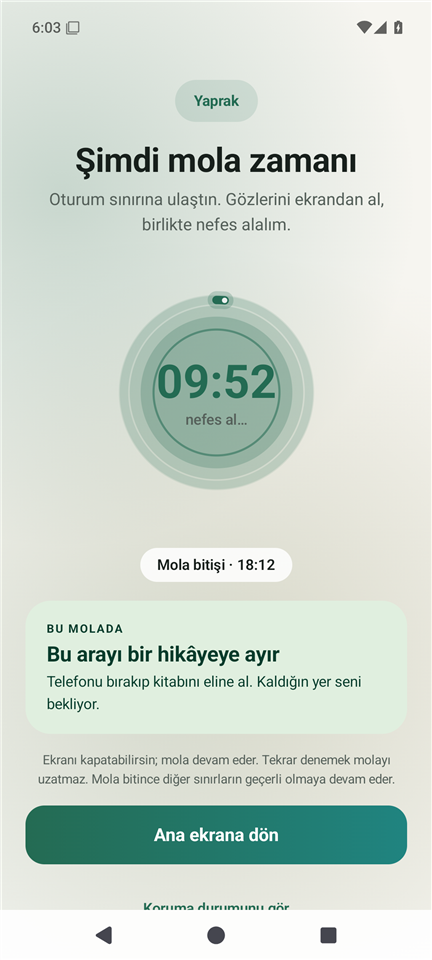 6:03
Yaprak
Şimdi mola zamanı
Oturum sınırına ulaştın. Gözlerini ekrandan al,
birlikte nefes alalım.
09:52
nefes al…
Mola bitişi · 18:12
BU MOLADA
Bu arayı bir hikâyeye ayır
Telefonu bırakıp kitabını eline al. Kaldığın yer seni
bekliyor.
Ekranı kapatabilirsin; mola devam eder. Tekrar denemek molayı
uzatmaz. Mola bitince diğer sınırların geçerli olmaya devam eder.
Ana ekrana dön
Koruma durumunu gör